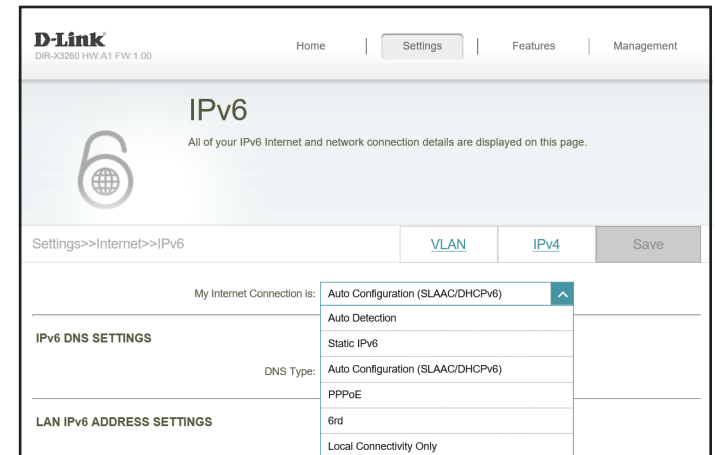 D-Link
DIR-X3260 HW:A1 FW:1.00
Home
Settings
Features
Management
IPv6
All of your IPv6 Internet and network connection details are displayed on this page.
Settings>>Internet>>IPv6
VLAN
IPv4
Save
My Internet Connection is: Auto Configuration (SLAAC/DHCPv6)
Auto Detection
IPv6 DNS SETTINGS
Static IPv6
DNS Type: Auto Configuration (SLAAC/DHCPv6)
PPPoE
LAN IPv6 ADDRESS SETTINGS
6rd
Local Connectivity Only